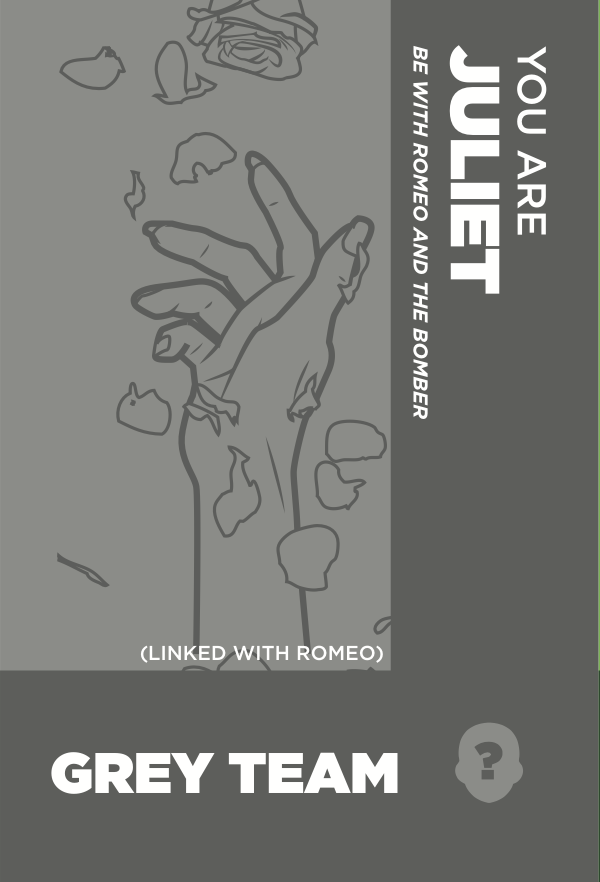 YOU ARE
JULIET
BE WITH ROMEO AND THE BOMBER
(LINKED WITH ROMEO)
GREY TEAM
?